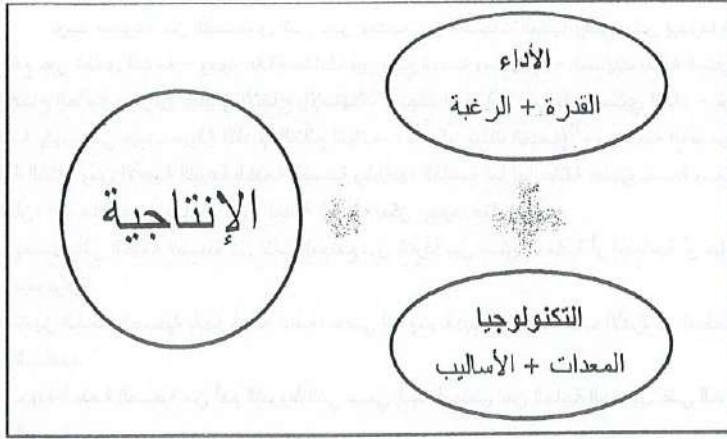 الأداء
القدرة + الرغبة
الإنتاجية
التكنولوجيا
المعدات + الأساليب